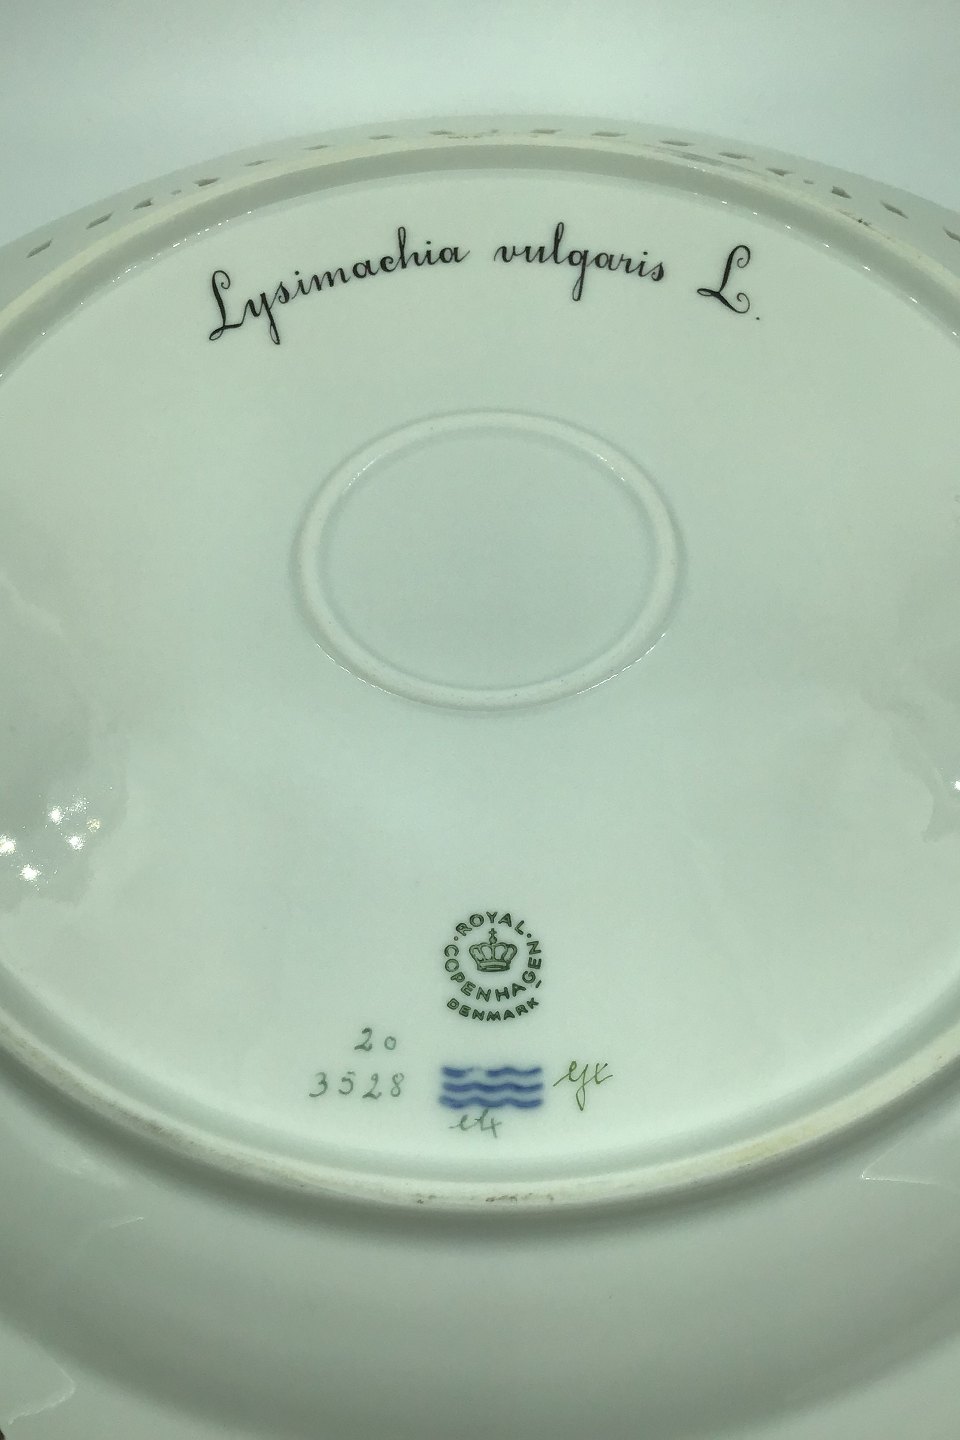 Lysimachia vulgaris L.
ROYAL COPENHAGEN
DENMARK
20
3528